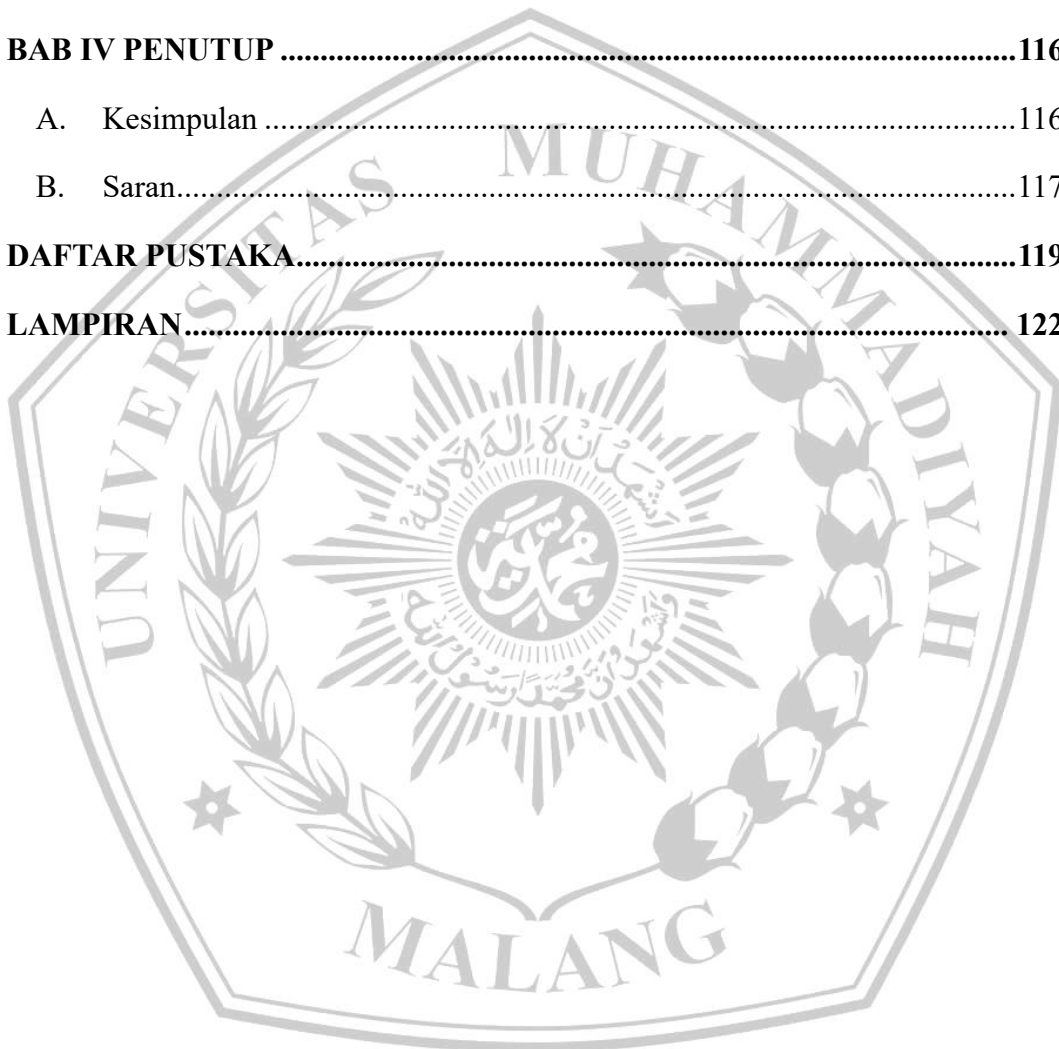 BAB IV PENUTUP ........................................................................................116
A. Kesimpulan ..........................................................................................116
B. Saran.....................................................................................................117
DAFTAR PUSTAKA......................................................................................119
LAMPIRAN.................................................................................................... 122
UNIVERSITAS MUHAMMADIYAH
MALANG